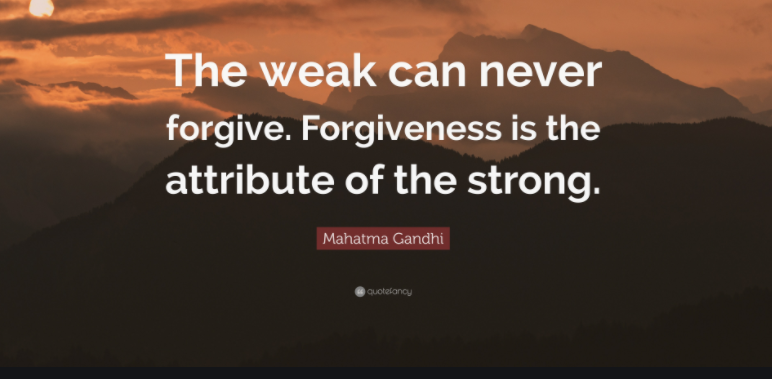 The weak can never
forgive. Forgiveness is the
attribute of the strong.
Mahatma Gandhi
quotefancy